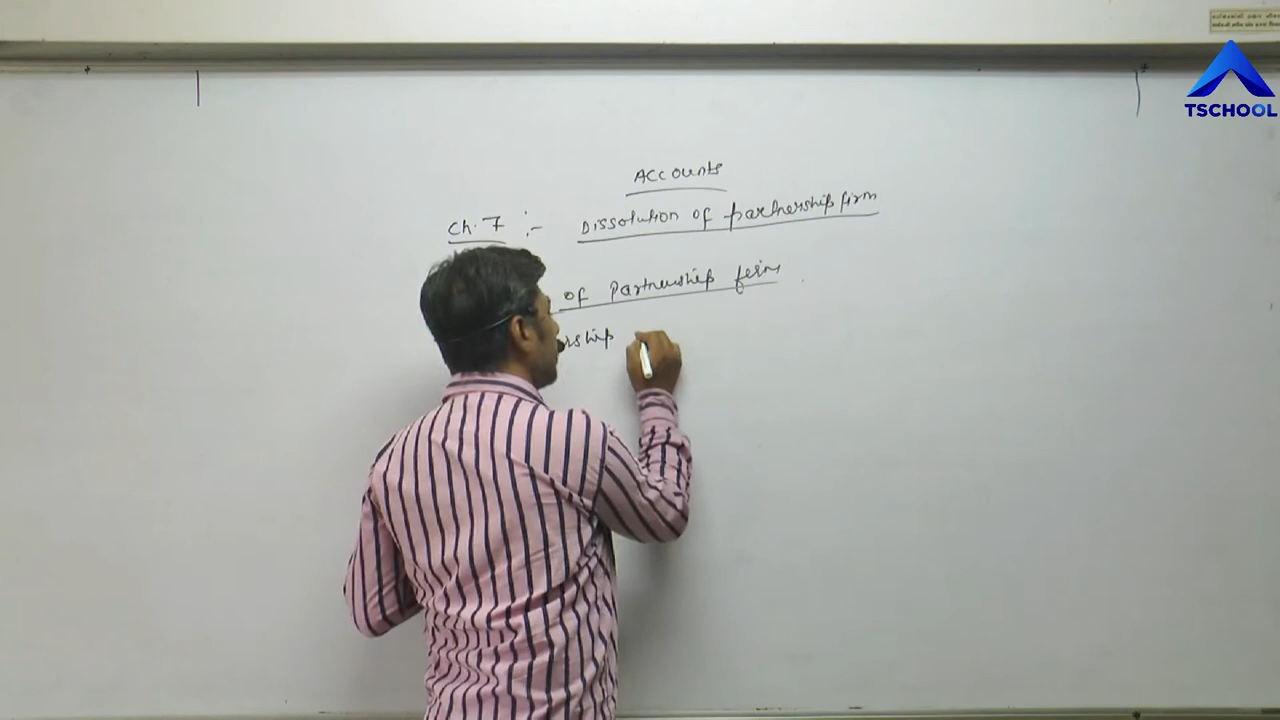 TSCHOOL
Accounts
Ch. 7 :- Dissolution of partnership firm
of Partnership firm
rship